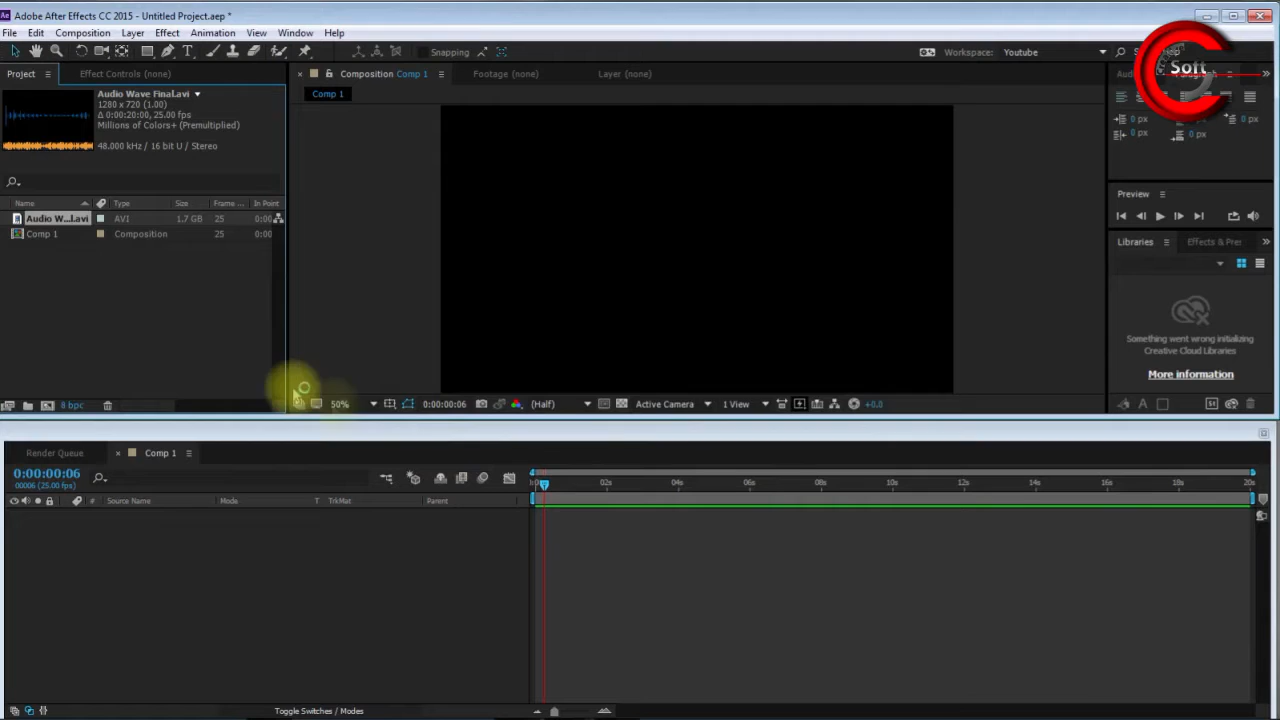 Adobe After Effects CC 2015 - Untitled Project.aep *
File Edit Composition Layer Effect Animation View Window Help
Snapping Workspace: Youtube
Soft
Project Effect Controls (none) Composition Comp 1 Footage (none) Layer (none)
Comp 1
Audio Wave Final.avi
1280 x 720 (1.00)
Δ 0:00:20:00, 25.00 fps
Millions of Colors+ (Premultiplied)
48.000 kHz / 16 bit U / Stereo
0 px 0 px
0 px 0 px
Preview
Name Type Size Frame ... In Point
Audio W...l.avi AVI 1.7 GB 25 0:00
Comp 1 Composition 25 0:00
Libraries Effects & Pre:
Something went wrong initializing
Creative Cloud Libraries
More information
8 bpc 50% 0:00:00:06 (Half) Active Camera 1 View +0.0
Render Queue Comp 1
0:00:00:06
00006 (25.00 fps)
02s 04s 06s 08s 10s 12s 14s 16s 18s 20s
# Source Name Mode T TrkMat Parent
Toggle Switches / Modes